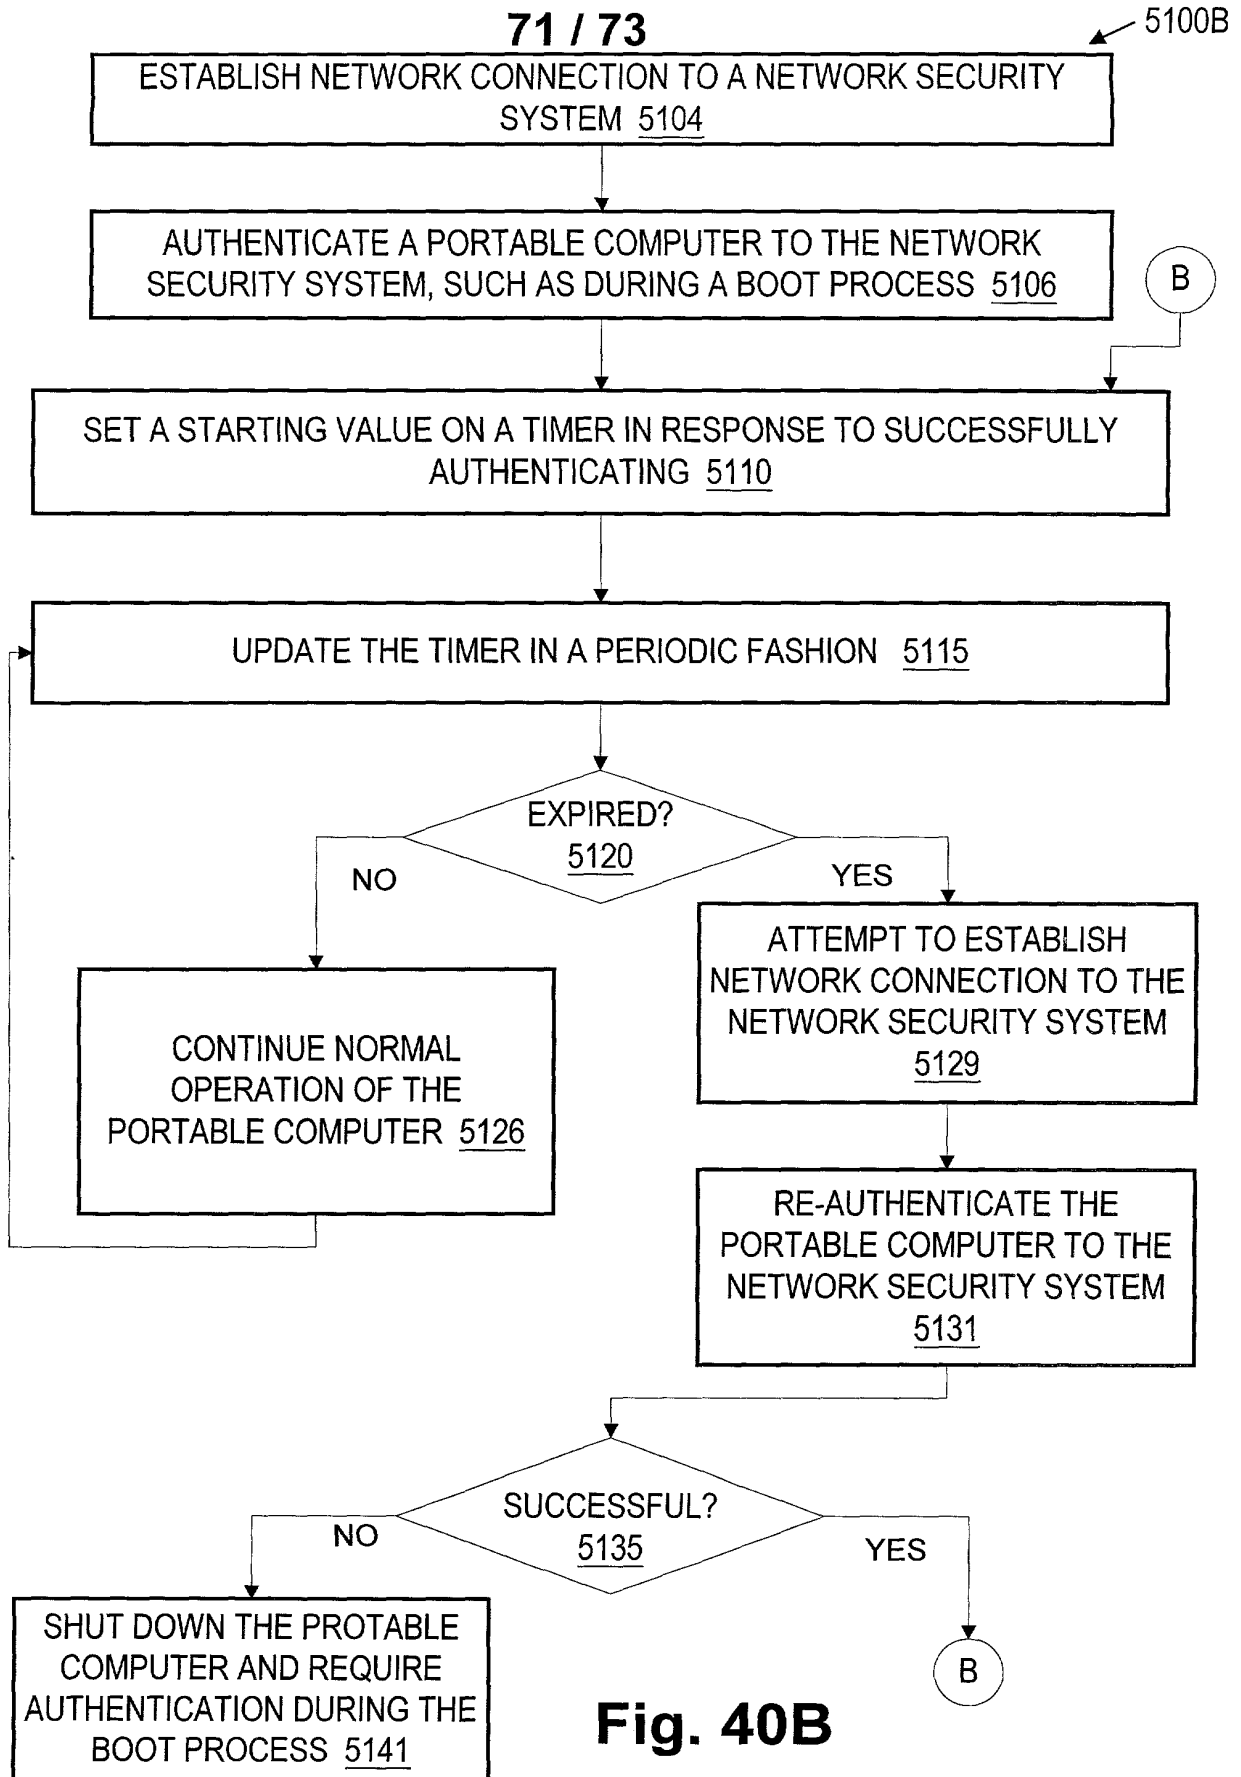 71 / 73
5100B
ESTABLISH NETWORK CONNECTION TO A NETWORK SECURITY
SYSTEM 5104
AUTHENTICATE A PORTABLE COMPUTER TO THE NETWORK
SECURITY SYSTEM, SUCH AS DURING A BOOT PROCESS 5106
B
SET A STARTING VALUE ON A TIMER IN RESPONSE TO SUCCESSFULLY
AUTHENTICATING 5110
UPDATE THE TIMER IN A PERIODIC FASHION 5115
EXPIRED?
5120
NO
YES
CONTINUE NORMAL
OPERATION OF THE
PORTABLE COMPUTER 5126
ATTEMPT TO ESTABLISH
NETWORK CONNECTION TO THE
NETWORK SECURITY SYSTEM
5129
RE-AUTHENTICATE THE
PORTABLE COMPUTER TO THE
NETWORK SECURITY SYSTEM
5131
SUCCESSFUL?
5135
NO
YES
SHUT DOWN THE PROTABLE
COMPUTER AND REQUIRE
AUTHENTICATION DURING THE
BOOT PROCESS 5141
B
Fig. 40B